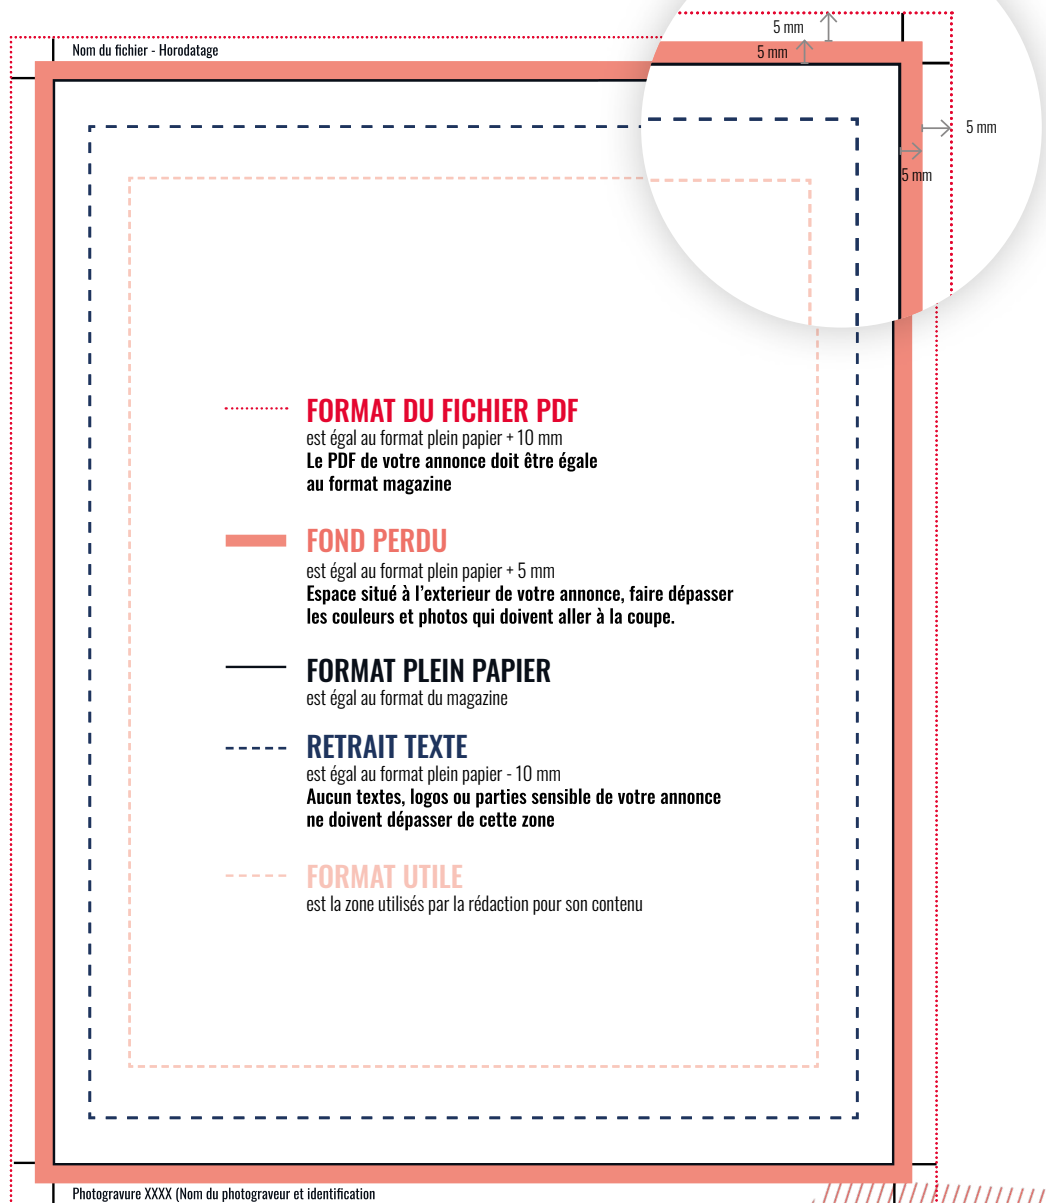 5 mm
Nom du fichier - Horodatage
5 mm
5 mm
5 mm
FORMAT DU FICHIER PDF
est égal au format plein papier + 10 mm
Le PDF de votre annonce doit être égale
au format magazine
FOND PERDU
est égal au format plein papier + 5 mm
Espace situé à l'exterieur de votre annonce, faire dépasser
les couleurs et photos qui doivent aller à la coupe.
FORMAT PLEIN PAPIER
est égal au format du magazine
RETRAIT TEXTE
est égal au format plein papier - 10 mm
Aucun textes, logos ou parties sensible de votre annonce
ne doivent dépasser de cette zone
FORMAT UTILE
est la zone utilisés par la rédaction pour son contenu
Photogravure XXXX (Nom du photograveur et identification